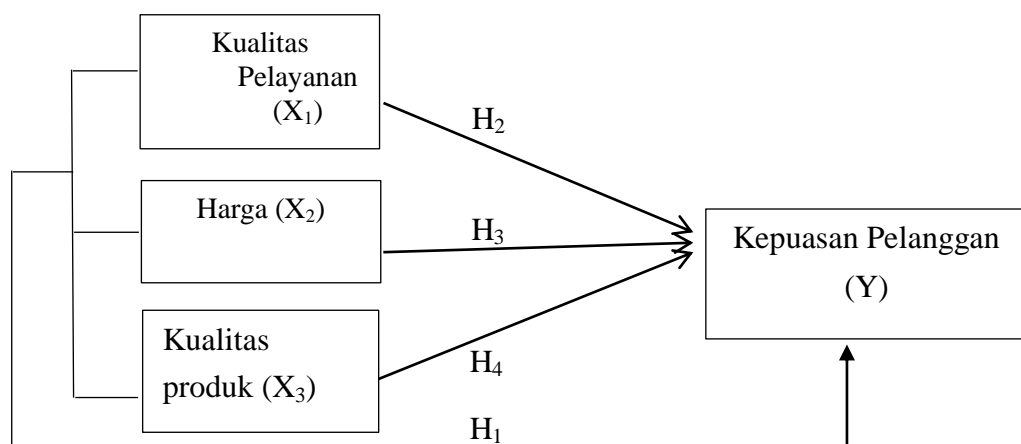 Kualitas
Pelayanan
(X₁)
H₂
Harga (X₂)
H₃
Kepuasan Pelanggan
(Y)
Kualitas
produk (X₃)
H₄
H₁